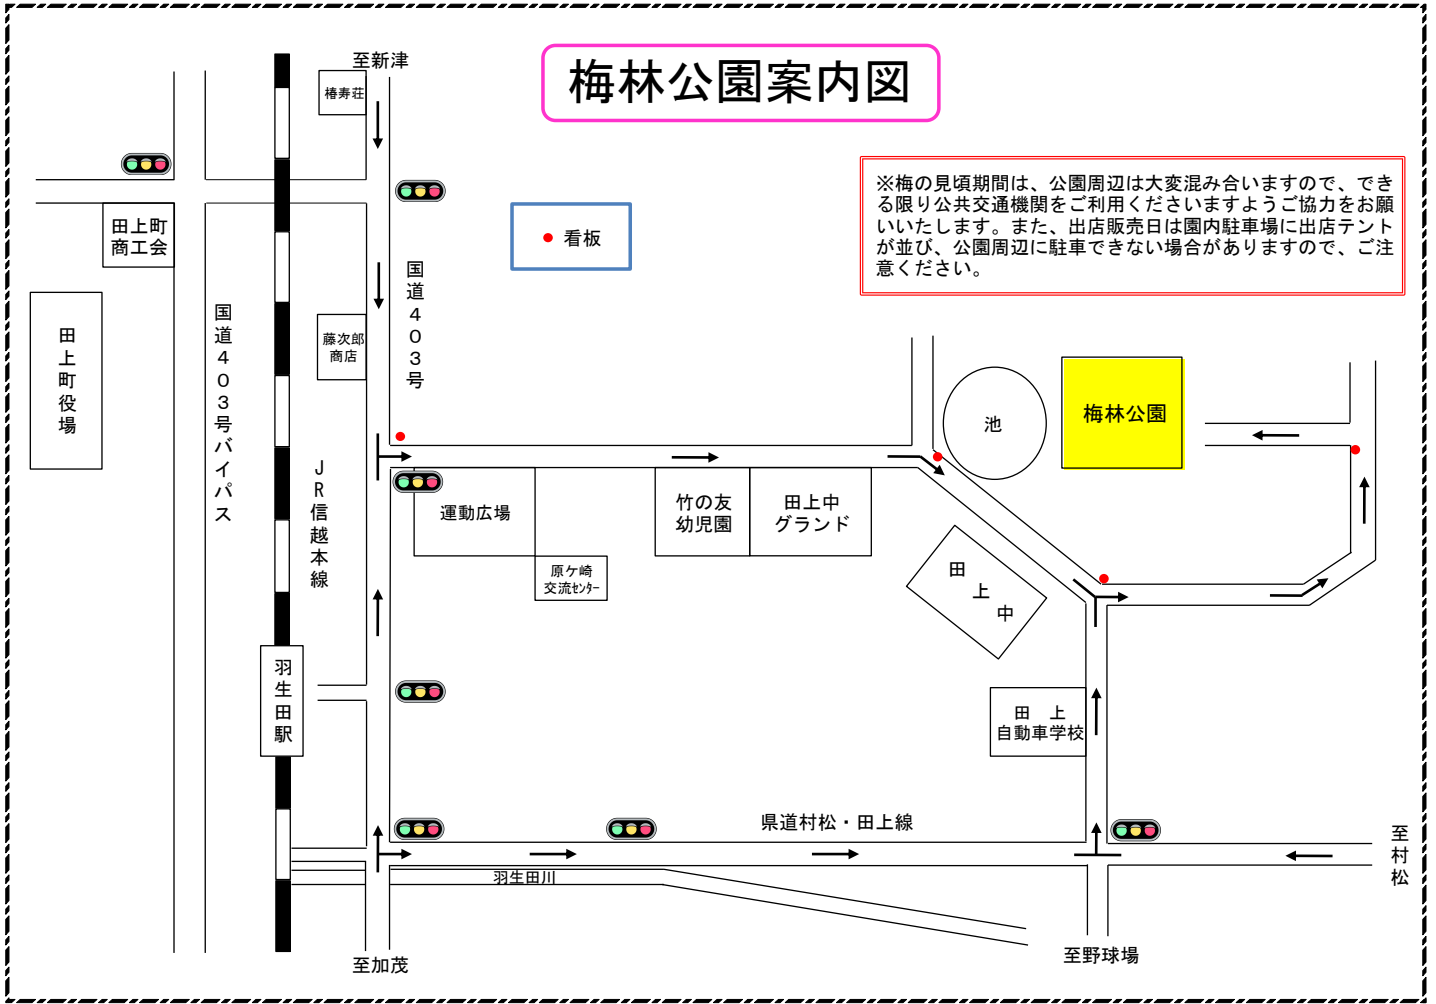 梅林公園案内図
至新津
椿寿荘
※梅の見頃期間は、公園周辺は大変混み合いますので、でき
る限り公共交通機関をご利用くださいますようご協力をお願
いいたします。また、出店販売日は園内駐車場に出店テント
が並び、公園周辺に駐車できない場合がありますので、ご注
意ください。
田上町
商工会
看板
国道403号
国道403号バイパス
田上町役場
藤次郎
商店
池
梅林公園
JR信越本線
運動広場
竹の友
幼児園
田上中
グランド
原ケ崎
交流センター
田上中
羽生田駅
田 上
自動車学校
県道村松・田上線
至村松
羽生田川
至加茂
至野球場